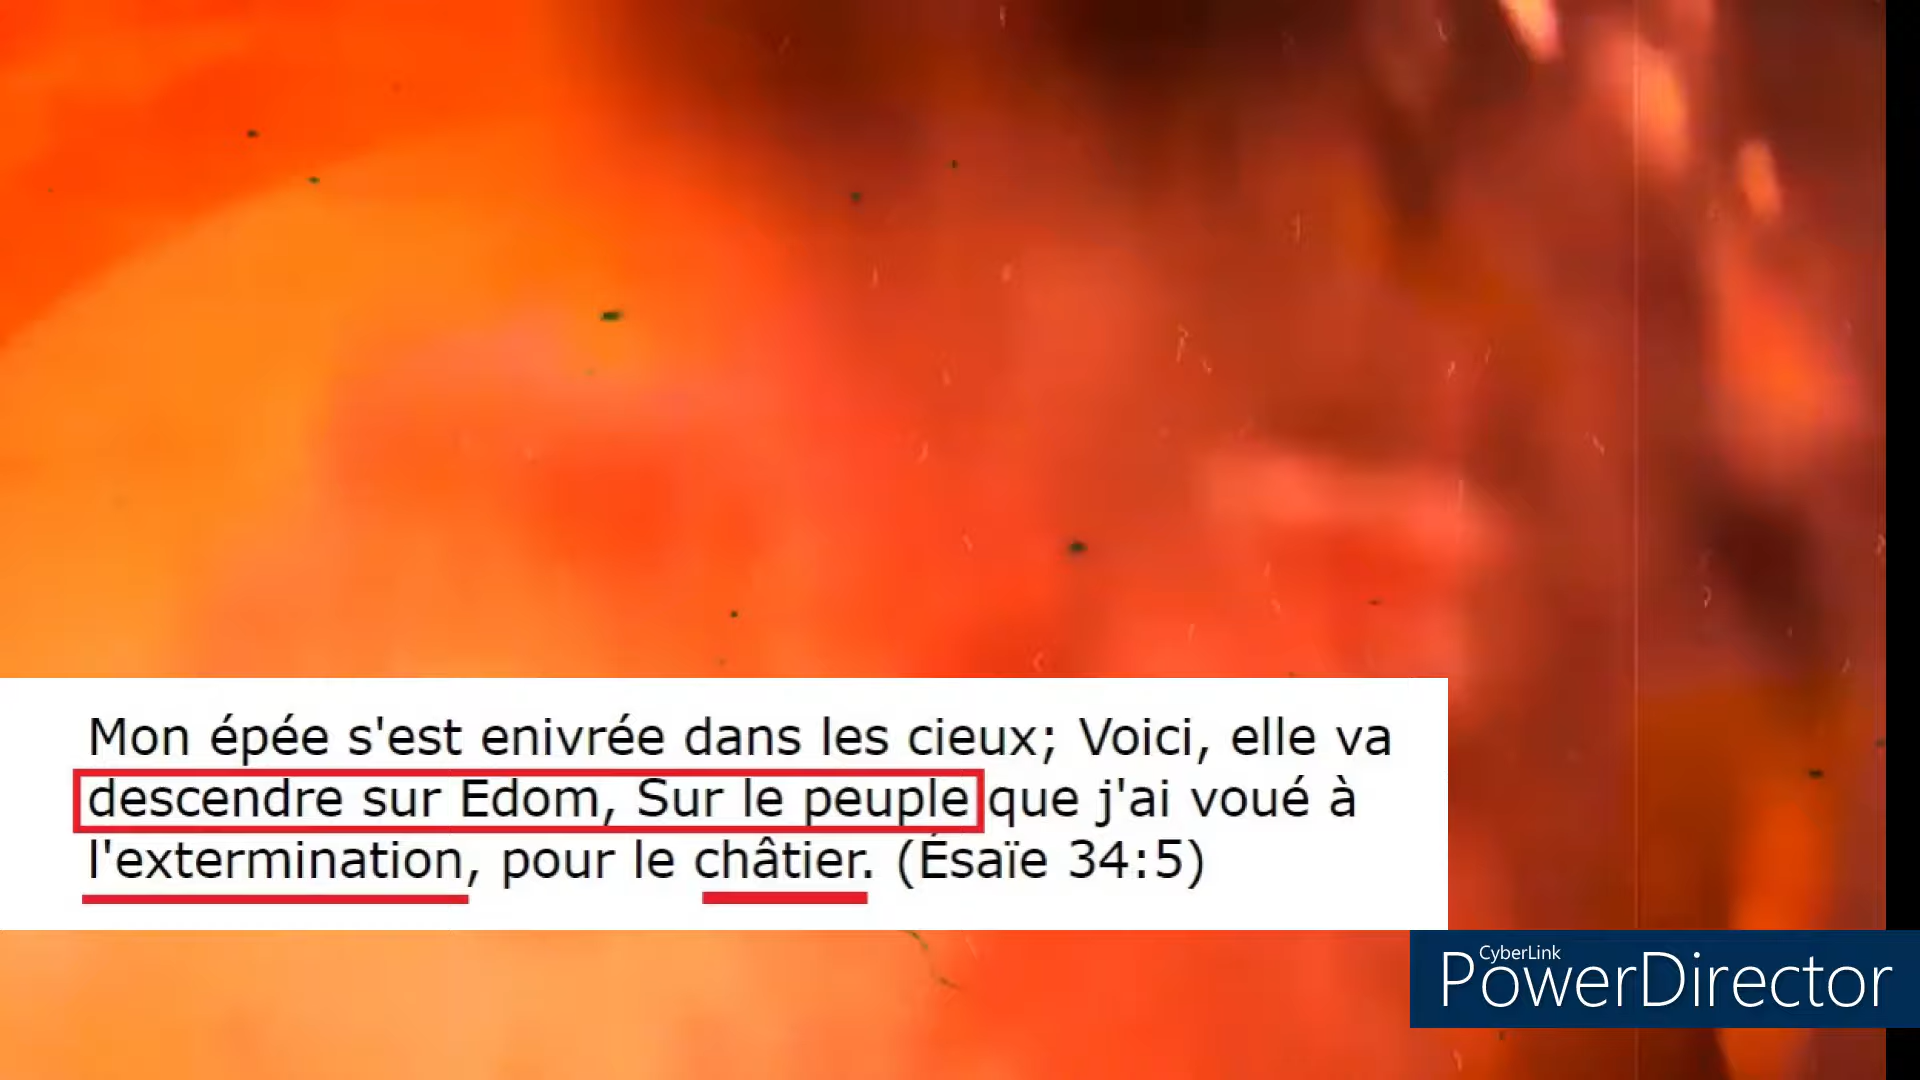 Mon épée s'est enivrée dans les cieux; Voici, elle va
descendre sur Edom, Sur le peuple que j'ai voué à
l'extermination, pour le châtier. (Ésaïe 34:5)
CyberLink
PowerDirector